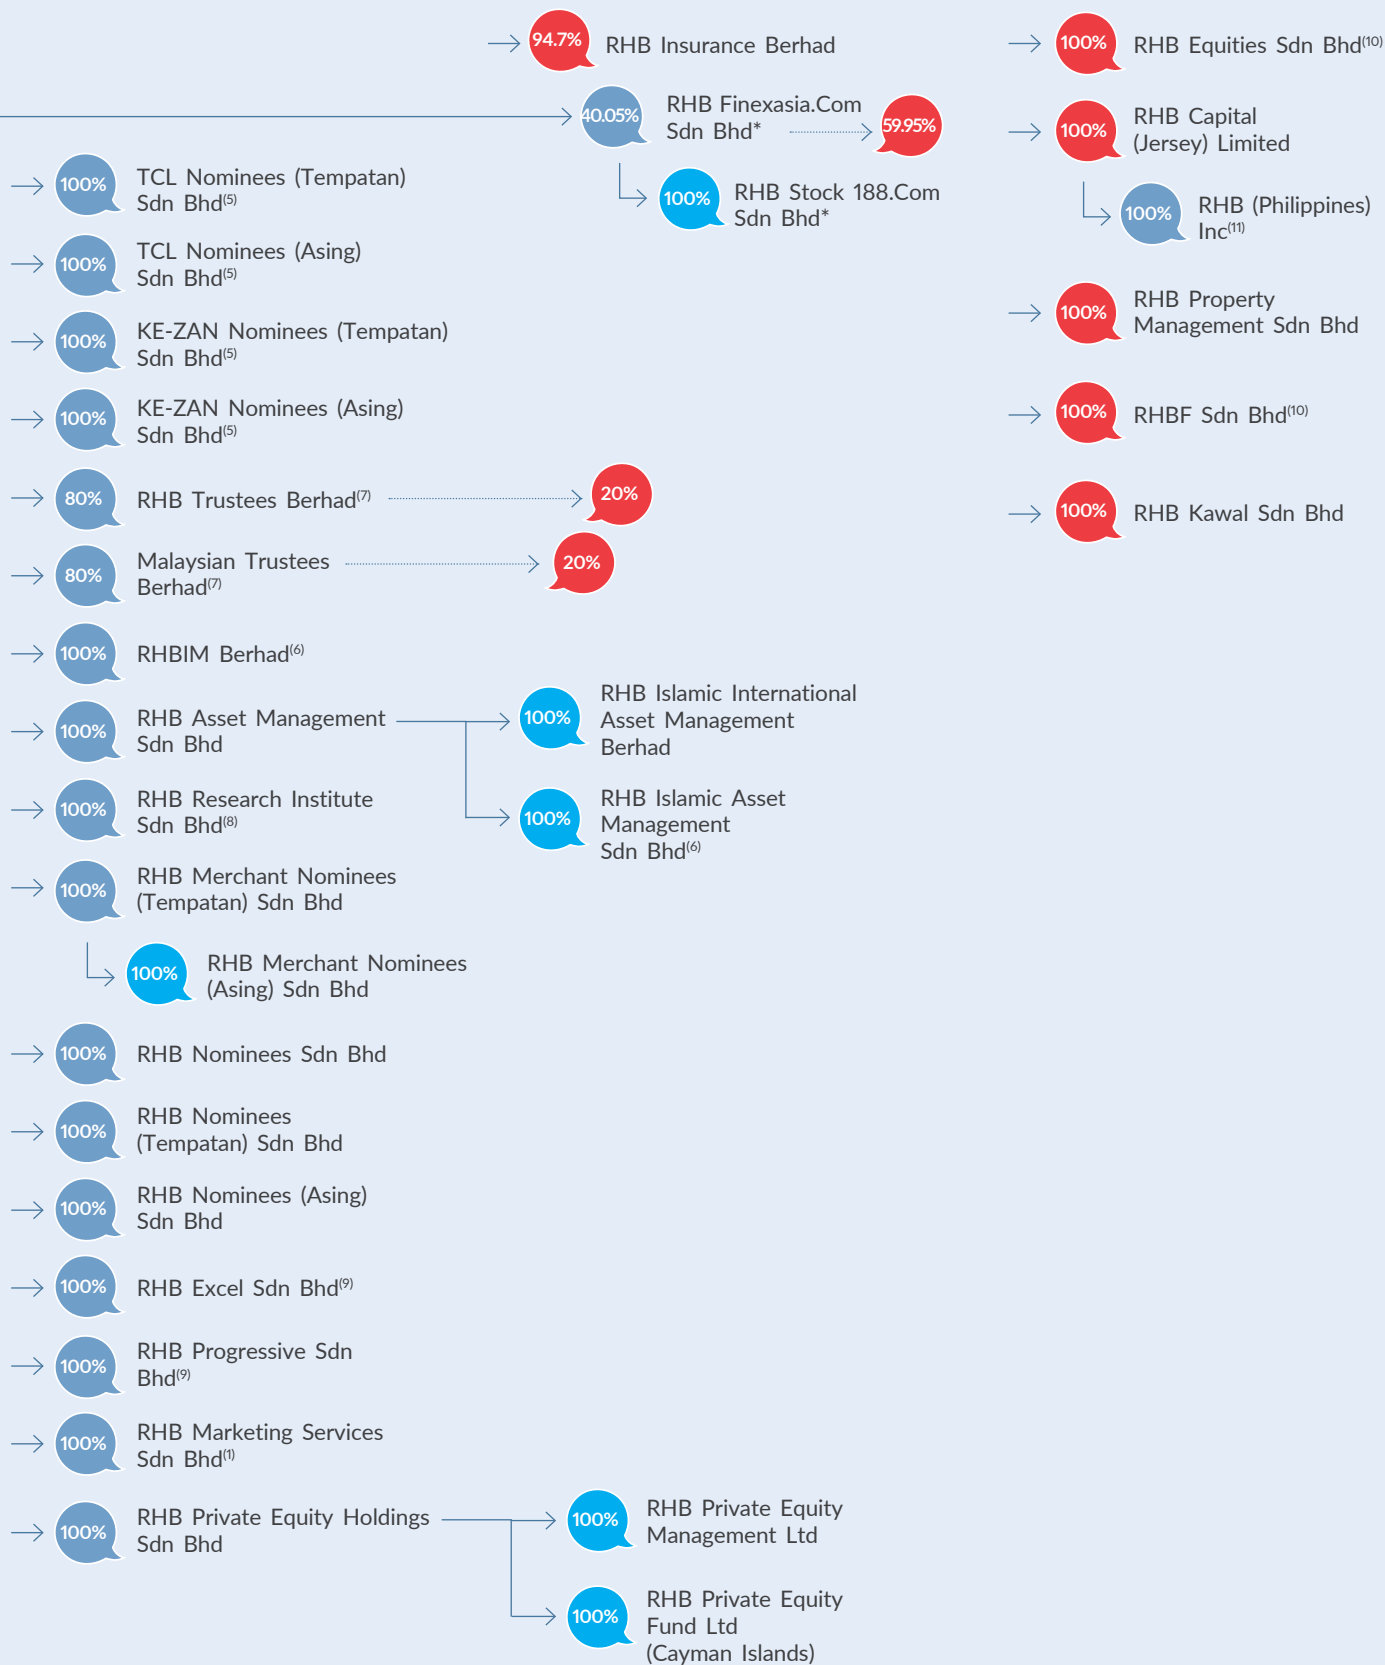 94.7% RHB Insurance Berhad
40.05% RHB Finexasia.Com
Sdn Bhd* 59.95%
100% RHB Stock 188.Com
Sdn Bhd*
100% TCL Nominees (Tempatan)
Sdn Bhd(5)
100% TCL Nominees (Asing)
Sdn Bhd(5)
100% KE-ZAN Nominees (Tempatan)
Sdn Bhd(5)
100% KE-ZAN Nominees (Asing)
Sdn Bhd(5)
80% RHB Trustees Berhad(7) 20%
80% Malaysian Trustees
Berhad(7) 20%
100% RHBIM Berhad(6)
100% RHB Asset Management
Sdn Bhd
100% RHB Islamic International
Asset Management
Berhad
100% RHB Islamic Asset
Management
Sdn Bhd(6)
100% RHB Research Institute
Sdn Bhd(8)
100% RHB Merchant Nominees
(Tempatan) Sdn Bhd
100% RHB Merchant Nominees
(Asing) Sdn Bhd
100% RHB Nominees Sdn Bhd
100% RHB Nominees
(Tempatan) Sdn Bhd
100% RHB Nominees (Asing)
Sdn Bhd
100% RHB Excel Sdn Bhd(9)
100% RHB Progressive Sdn
Bhd(9)
100% RHB Marketing Services
Sdn Bhd(1)
100% RHB Private Equity Holdings
Sdn Bhd
100% RHB Private Equity
Management Ltd
100% RHB Private Equity
Fund Ltd
(Cayman Islands)
100% RHB Equities Sdn Bhd(10)
100% RHB Capital
(Jersey) Limited
100% RHB (Philippines)
Inc(11)
100% RHB Property
Management Sdn Bhd
100% RHBF Sdn Bhd(10)
100% RHB Kawal Sdn Bhd